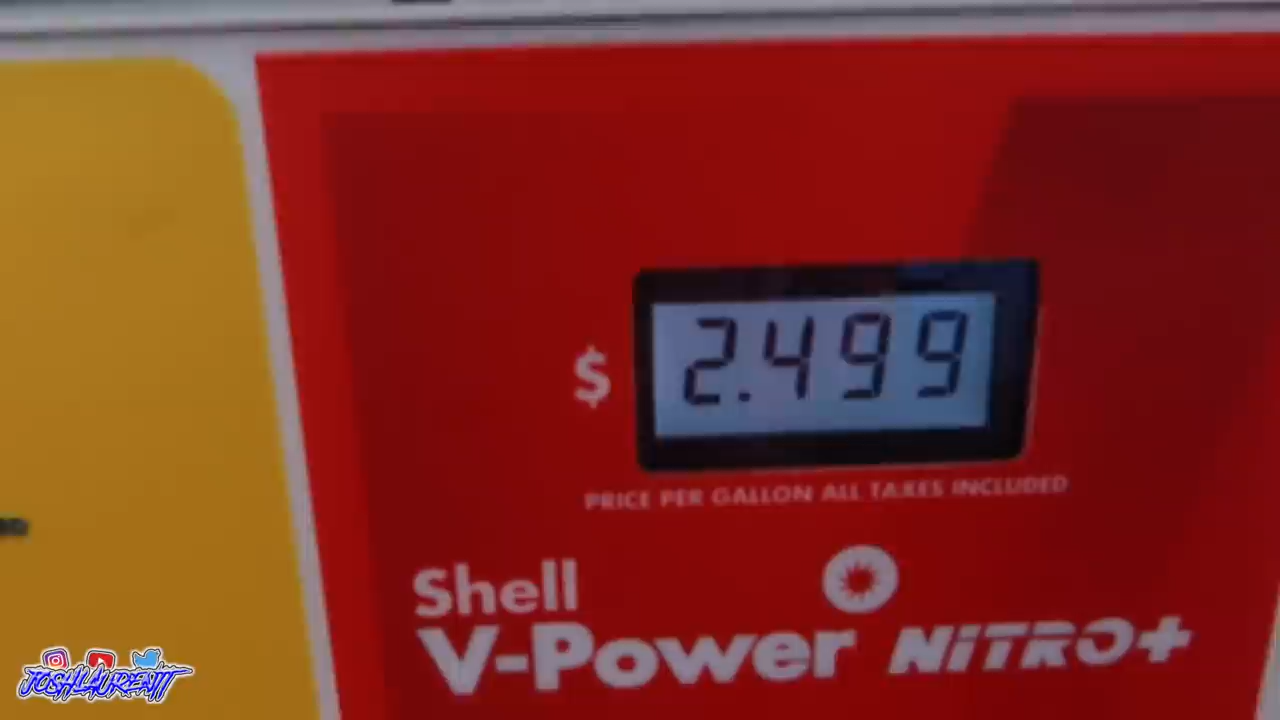 $ 2.499
PRICE PER GALLON ALL TAXES INCLUDED
Shell
V-Power NiTRO+
JOSHLAURENTT